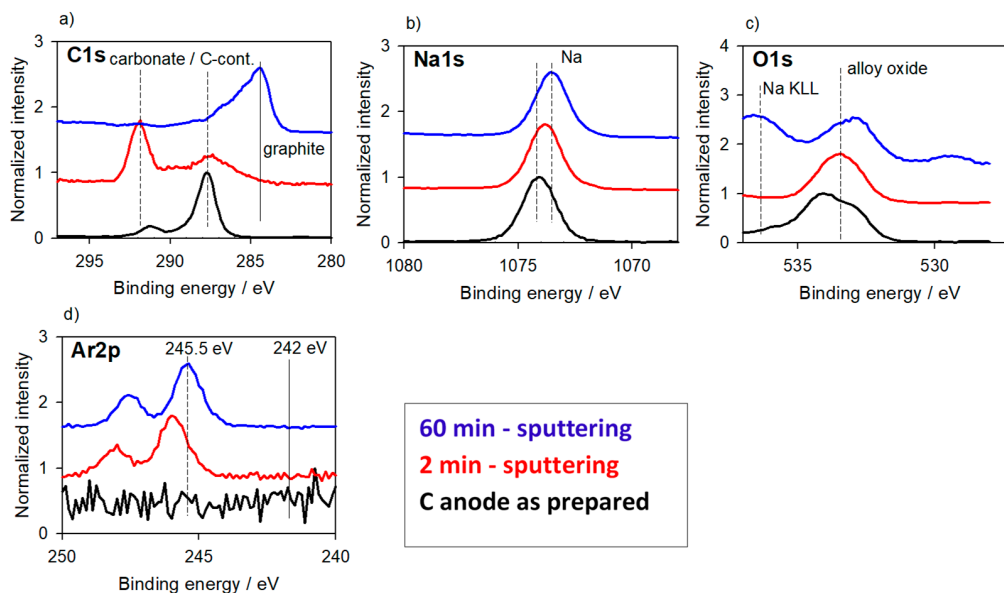 a)
C1s carbonate / C-cont.
graphite
3
2
1
0
295
290
285
280
Normalized intensity
Binding energy / eV
b)
Na1s
Na
3
2
1
0
1080
1075
1070
Normalized intensity
Binding energy / eV
c)
O1s
Na KLL
alloy oxide
4
3
2
1
0
535
530
Normalized intensity
Binding energy / eV
d)
Ar2p
245.5 eV
242 eV
3
2
1
0
250
245
240
Normalized intensity
Binding energy / eV
60 min - sputtering
2 min - sputtering
C anode as prepared